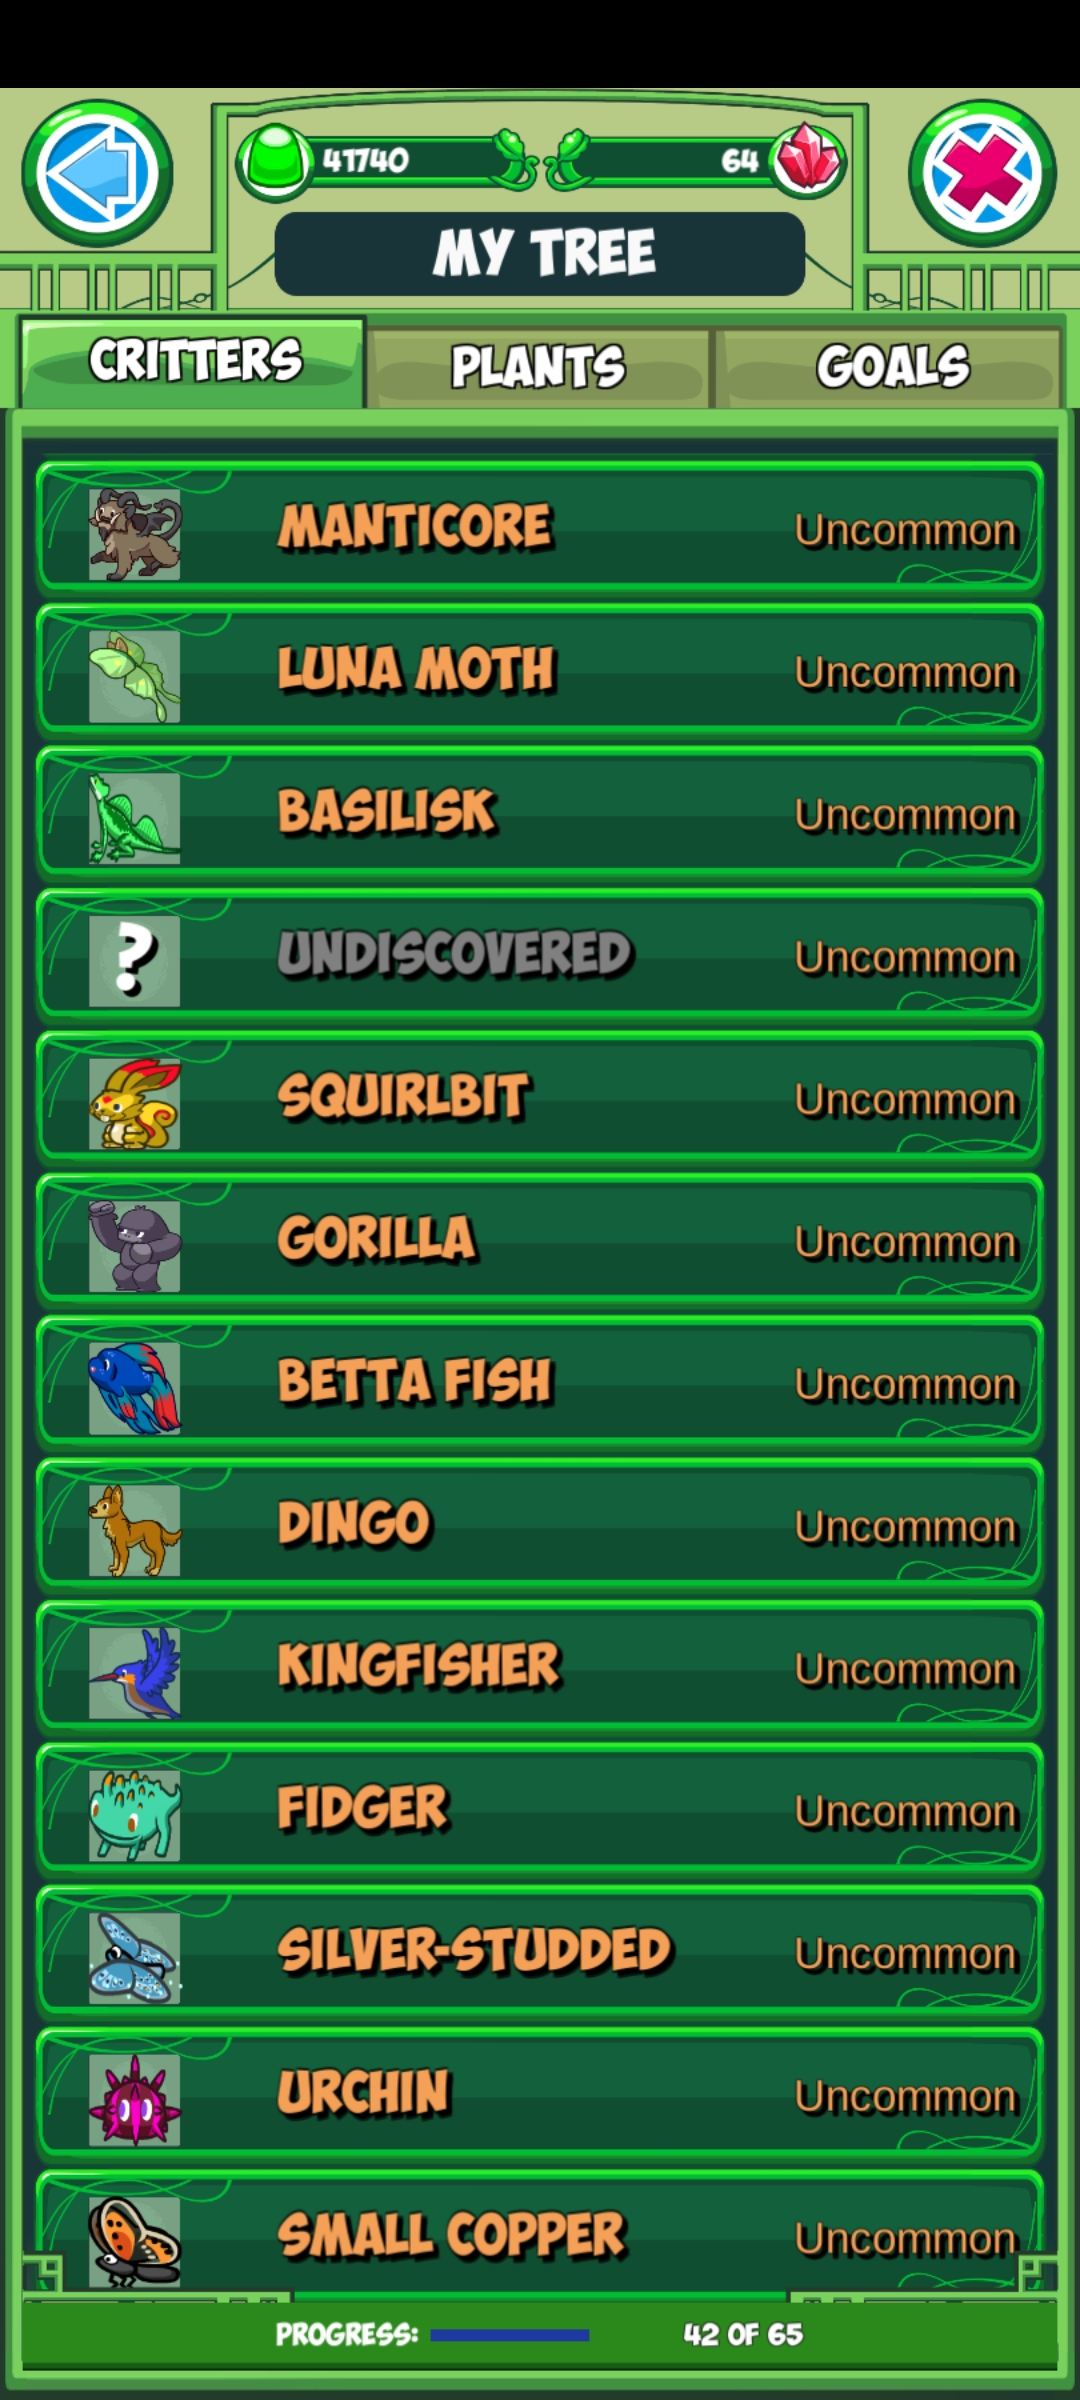 41740
64
MY TREE
CRITTERS
PLANTS
GOALS
MANTICORE Uncommon
LUNA MOTH Uncommon
BASILISK Uncommon
? UNDISCOVERED Uncommon
SQUIRLBIT Uncommon
GORILLA Uncommon
BETTA FISH Uncommon
DINGO Uncommon
KINGFISHER Uncommon
FIDGER Uncommon
SILVER-STUDDED Uncommon
URCHIN Uncommon
SMALL COPPER Uncommon
PROGRESS: 42 OF 65